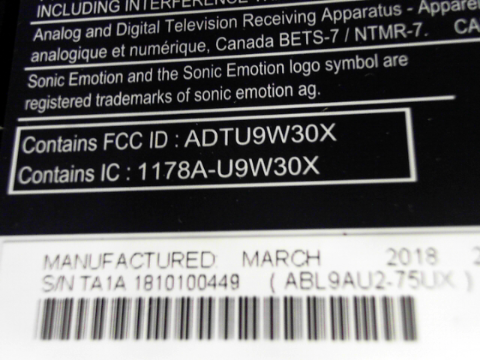 INCLUDING INTERFERENCE
Analog and Digital Television Receiving Apparatus -
analogique et numérique, Canada BETS-7 / NTMR-7.
Sonic Emotion and the Sonic Emotion logo symbol are
registered trademarks of sonic emotion ag.
Contains FCC ID : ADTU9W30X
Contains IC : 1178A-U9W30X
MANUFACTURED: MARCH 2018
S/N TA1A 1810100449 ( ABL9AU2-75UX )